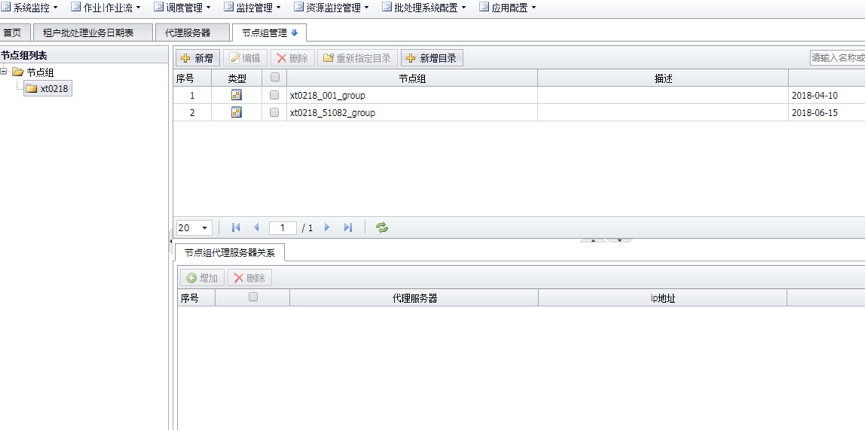 系统监控 作业|作业流 调度管理 监控管理 资源监控管理 批处理系统配置 应用配置
首页 租户批处理业务日期表 代理服务器 节点组管理
节点组列表
节点组
xt0218
新增 编辑 删除 重新指定目录 新增目录 请输入名称或
序号 类型 节点组 描述
1 xt0218_001_group 2018-04-10
2 xt0218_51082_group 2018-06-15
20 1 / 1
节点组代理服务器关系
增加 删除
序号 代理服务器 ip地址